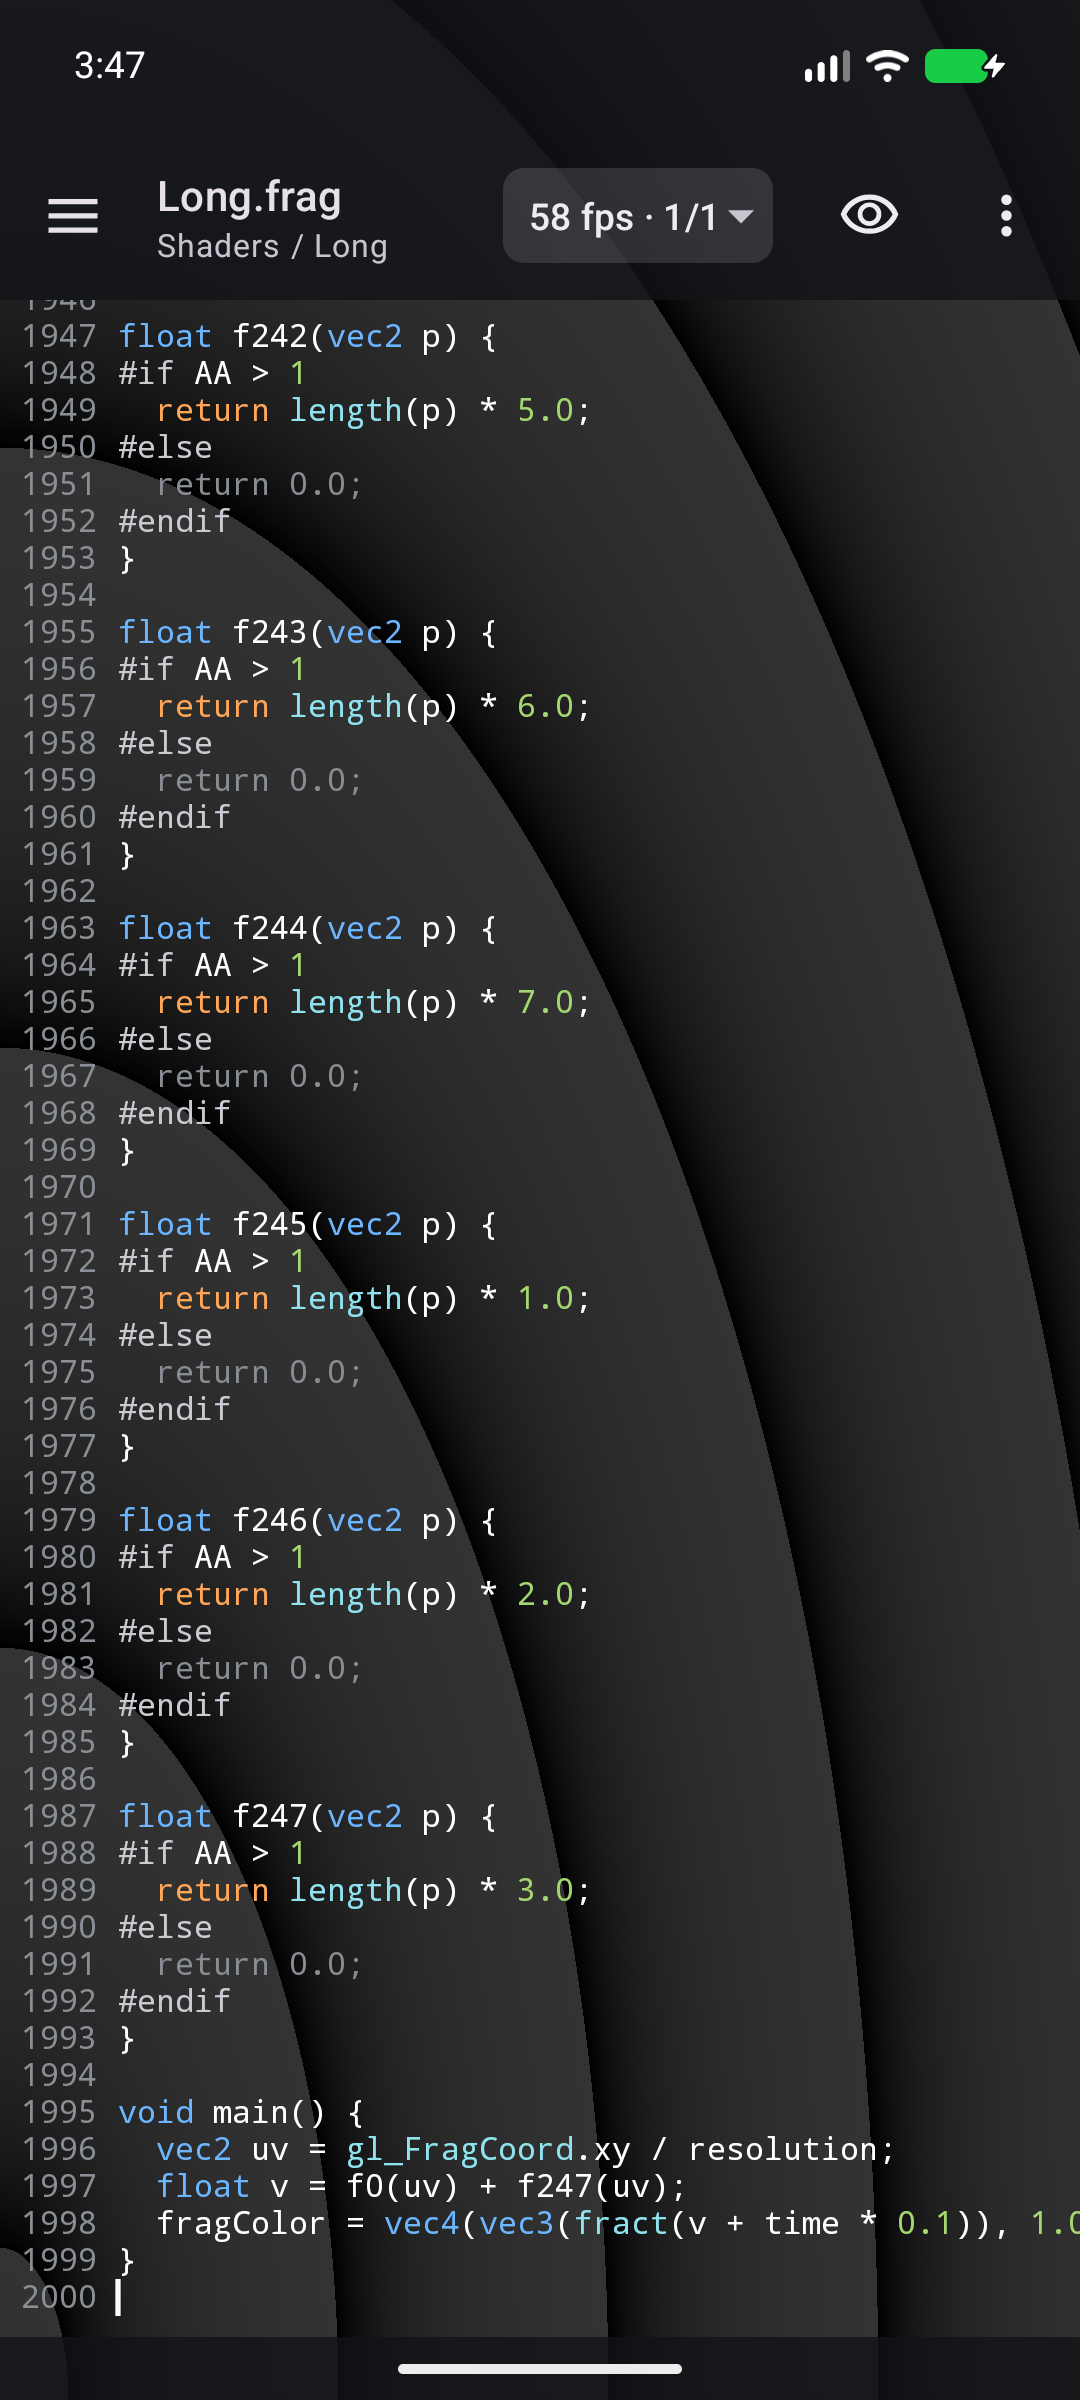 3:47
Long.frag
Shaders / Long
58 fps · 1/1
1946
1947 float f242(vec2 p) {
1948 #if AA > 1
1949   return length(p) * 5.0;
1950 #else
1951   return 0.0;
1952 #endif
1953 }
1954
1955 float f243(vec2 p) {
1956 #if AA > 1
1957   return length(p) * 6.0;
1958 #else
1959   return 0.0;
1960 #endif
1961 }
1962
1963 float f244(vec2 p) {
1964 #if AA > 1
1965   return length(p) * 7.0;
1966 #else
1967   return 0.0;
1968 #endif
1969 }
1970
1971 float f245(vec2 p) {
1972 #if AA > 1
1973   return length(p) * 1.0;
1974 #else
1975   return 0.0;
1976 #endif
1977 }
1978
1979 float f246(vec2 p) {
1980 #if AA > 1
1981   return length(p) * 2.0;
1982 #else
1983   return 0.0;
1984 #endif
1985 }
1986
1987 float f247(vec2 p) {
1988 #if AA > 1
1989   return length(p) * 3.0;
1990 #else
1991   return 0.0;
1992 #endif
1993 }
1994
1995 void main() {
1996   vec2 uv = gl_FragCoord.xy / resolution;
1997   float v = f0(uv) + f247(uv);
1998   fragColor = vec4(vec3(fract(v + time * 0.1)), 1.0
1999 }
2000